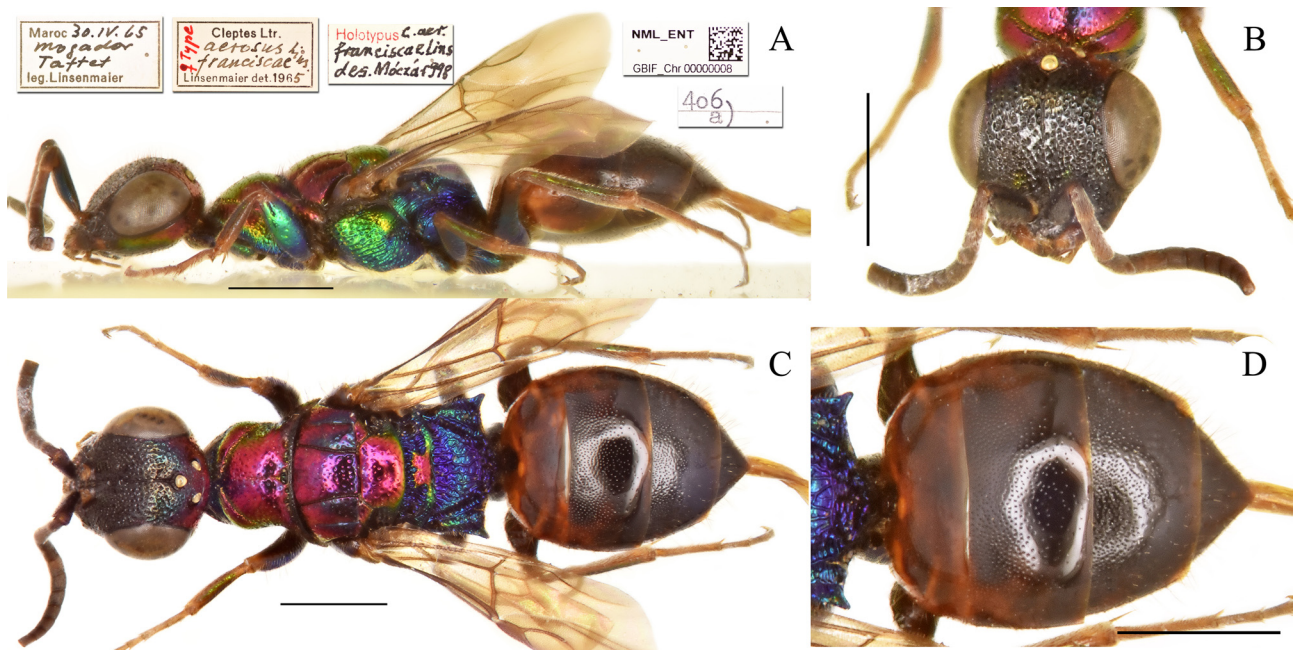 Maroc 30.IV.65
Mogador
Taftet
leg. Linsenmaier
♀ Type
Cleptes Ltr.
aerosus
franciscae
Linsenmaier det. 1965
Holotypus C. aer.
franciscae Lins
des. Móczár 1998
NML_ENT
GBIF_Chr 00000008
406
a)
A
B
C
D